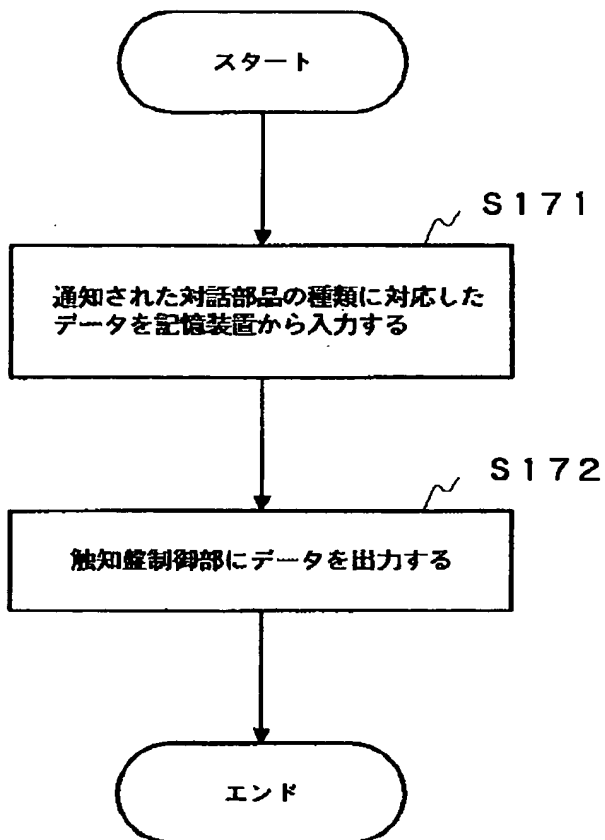 スタート
S171
通知された対話部品の種類に対応した
データを記憶装置から入力する
S172
触知盤制御部にデータを出力する
エンド